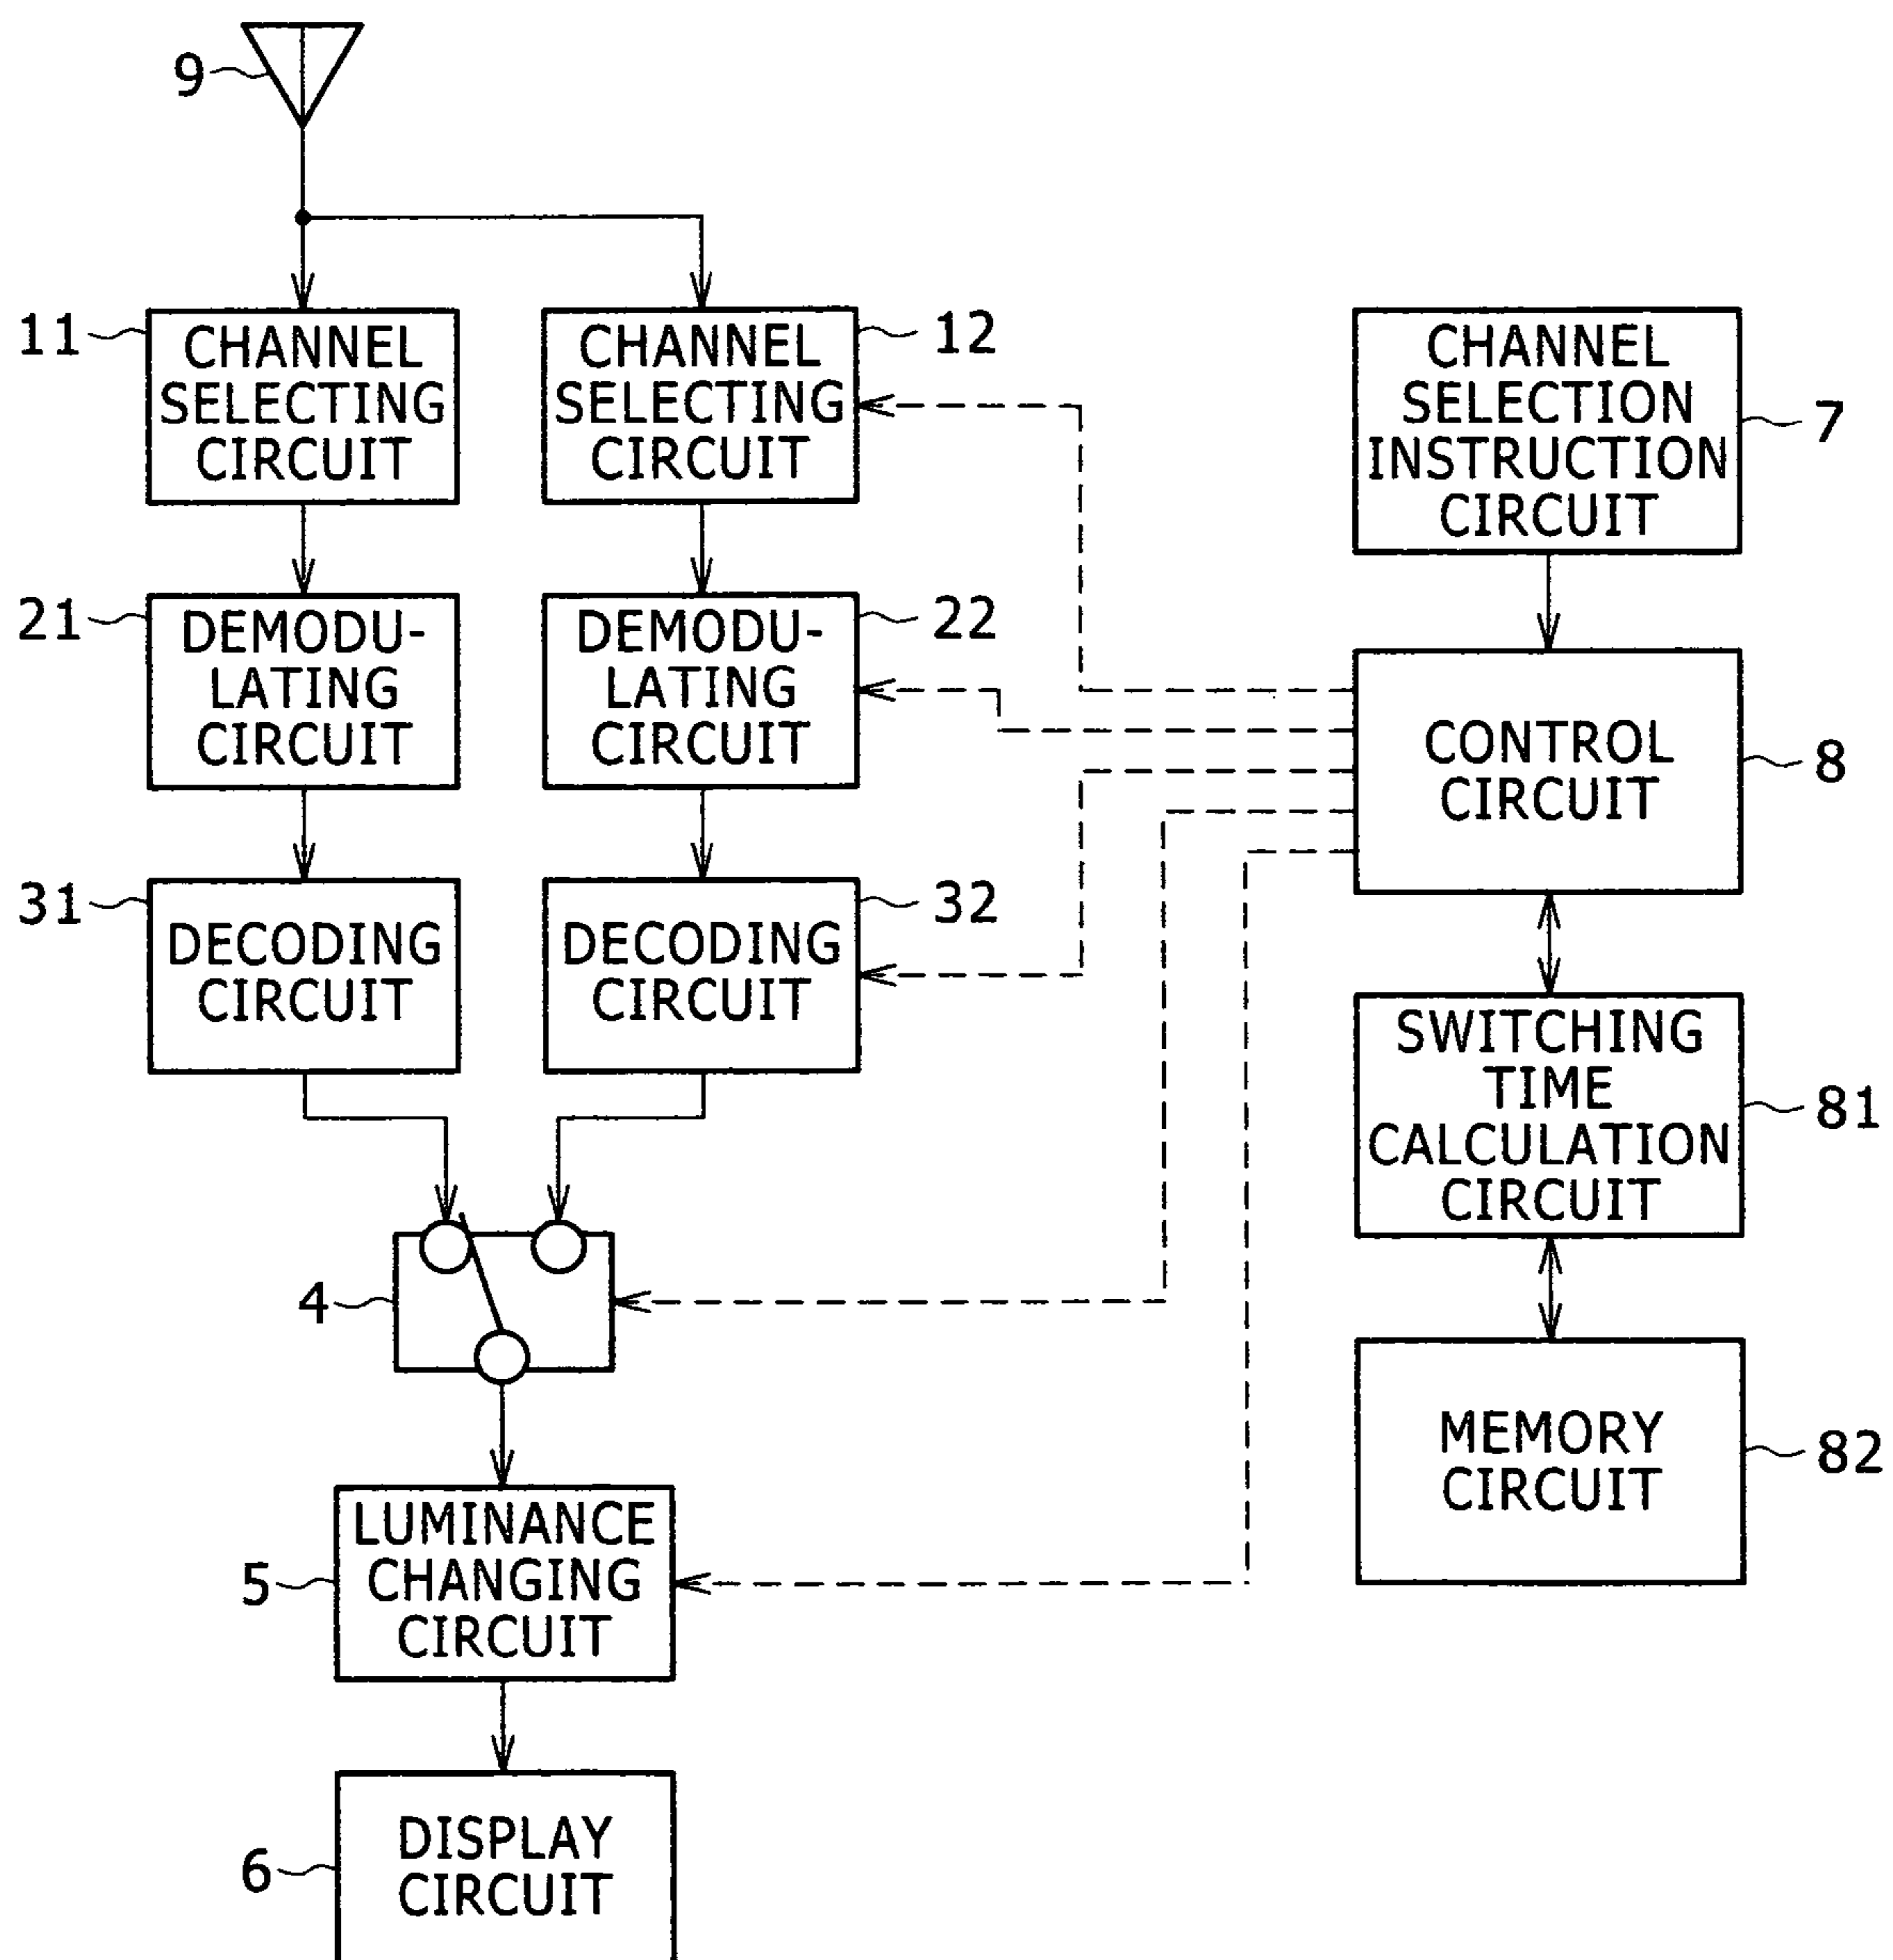 9
11
CHANNEL
SELECTING
CIRCUIT
CHANNEL
SELECTING
CIRCUIT
12
CHANNEL
SELECTION
INSTRUCTION
CIRCUIT
7
21
DEMODU-
LATING
CIRCUIT
DEMODU-
LATING
CIRCUIT
22
CONTROL
CIRCUIT
8
31
DECODING
CIRCUIT
DECODING
CIRCUIT
32
SWITCHING
TIME
CALCULATION
CIRCUIT
81
4
MEMORY
CIRCUIT
82
5
LUMINANCE
CHANGING
CIRCUIT
6
DISPLAY
CIRCUIT